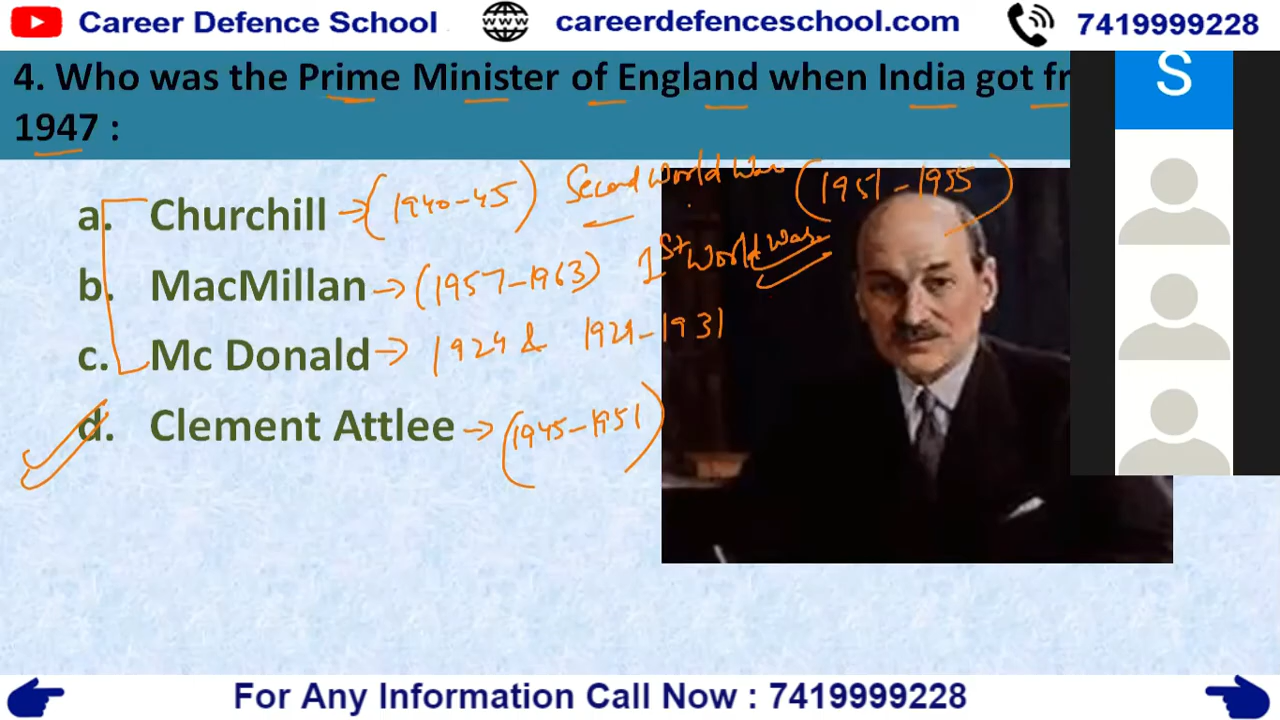 Career Defence School careerdefenceschool.com 7419999228
WWW
4. Who was the Prime Minister of England when India got fr
1947 :
S
a. Churchill → (1940-45) Second World War (1951-1955)
b. MacMillan → (1957-1963) 1st World War
c. Mc Donald → 1924 & 1929-1931
d. Clement Attlee → (1945-1951)
For Any Information Call Now : 7419999228